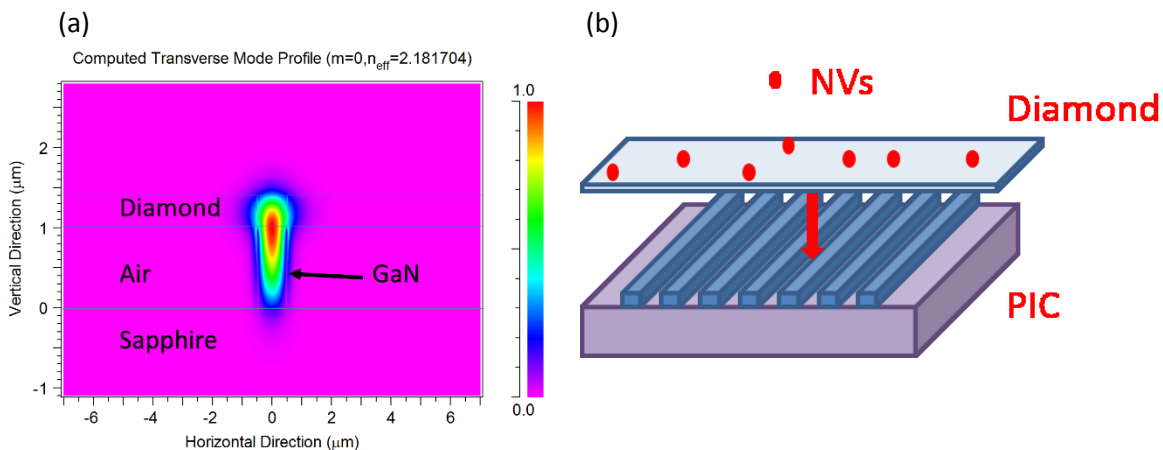 (a)
Computed Transverse Mode Profile (m=0,neff=2.181704)
Vertical Direction (μm)
2
1
0
-1
Diamond
Air
GaN
Sapphire
-6
-4
-2
0
2
4
6
Horizontal Direction (μm)
1.0
0.0
(b)
NVs
Diamond
PIC